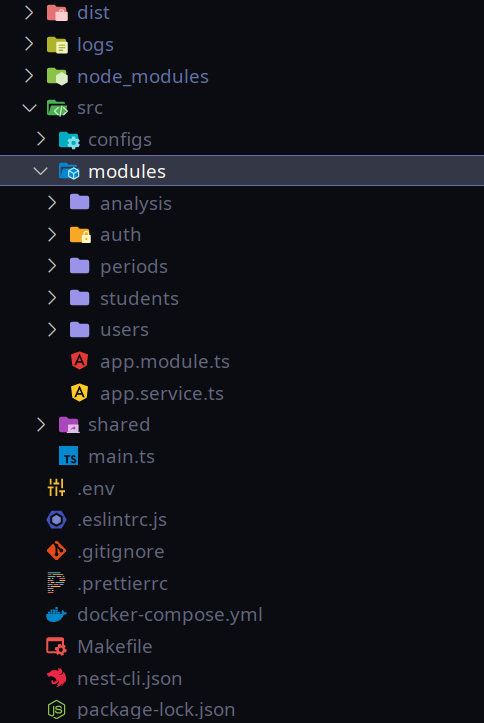 dist
logs
node_modules
src
configs
modules
analysis
auth
periods
students
users
app.module.ts
app.service.ts
shared
main.ts
.env
.eslintrc.js
.gitignore
.prettierrc
docker-compose.yml
Makefile
nest-cli.json
package-lock.json